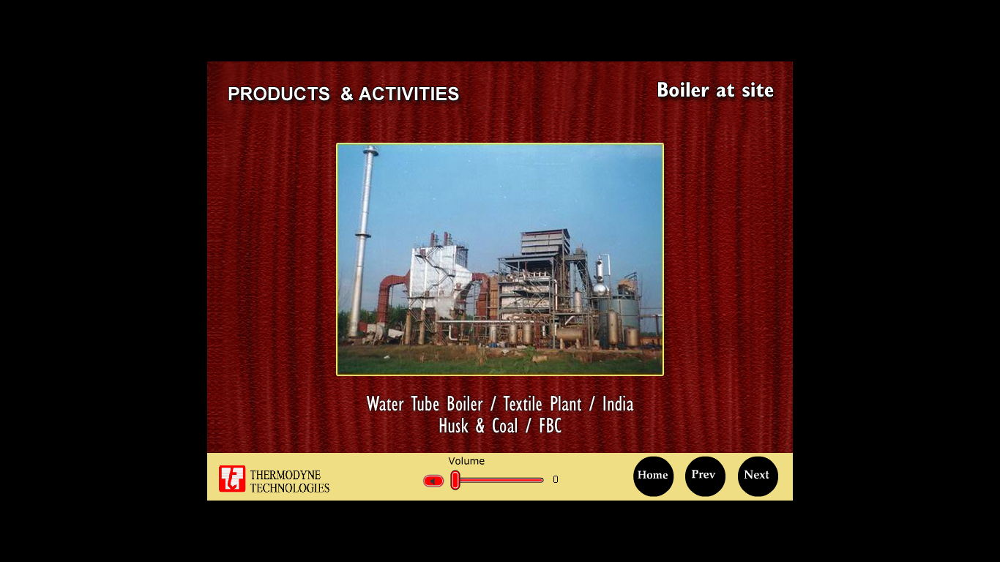 PRODUCTS & ACTIVITIES
Boiler at site
Water Tube Boiler / Textile Plant / India
Husk & Coal / FBC
THERMODYNE
TECHNOLOGIES
Volume
0
Home
Prev
Next